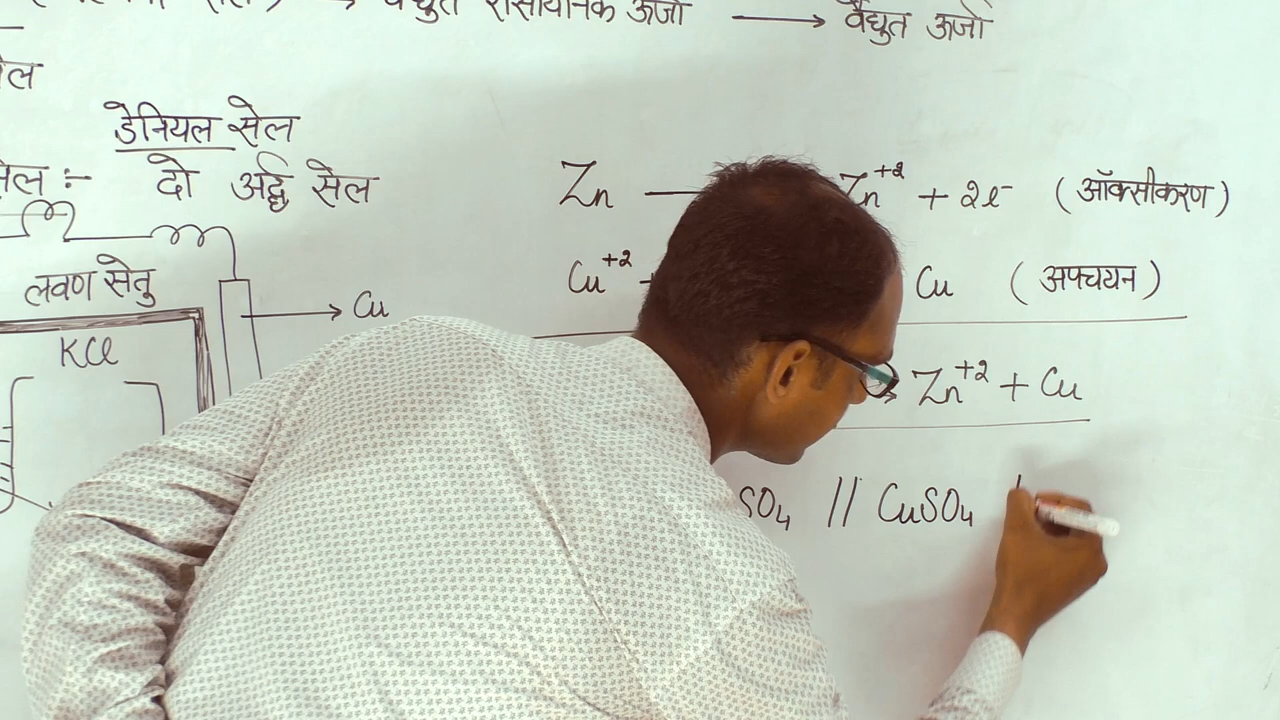 → वैद्युत रासायनिक ऊर्जा ⟶ वैद्युत ऊर्जा
डेनियल सेल
दो अर्द्ध सेल
लवण सेतु
KCl
→ Cu
Zn — Zn⁺² + 2e⁻ (ऑक्सीकरण)
Cu⁺² Cu (अपचयन)
Zn⁺² + Cu
SO₄ // CuSO₄